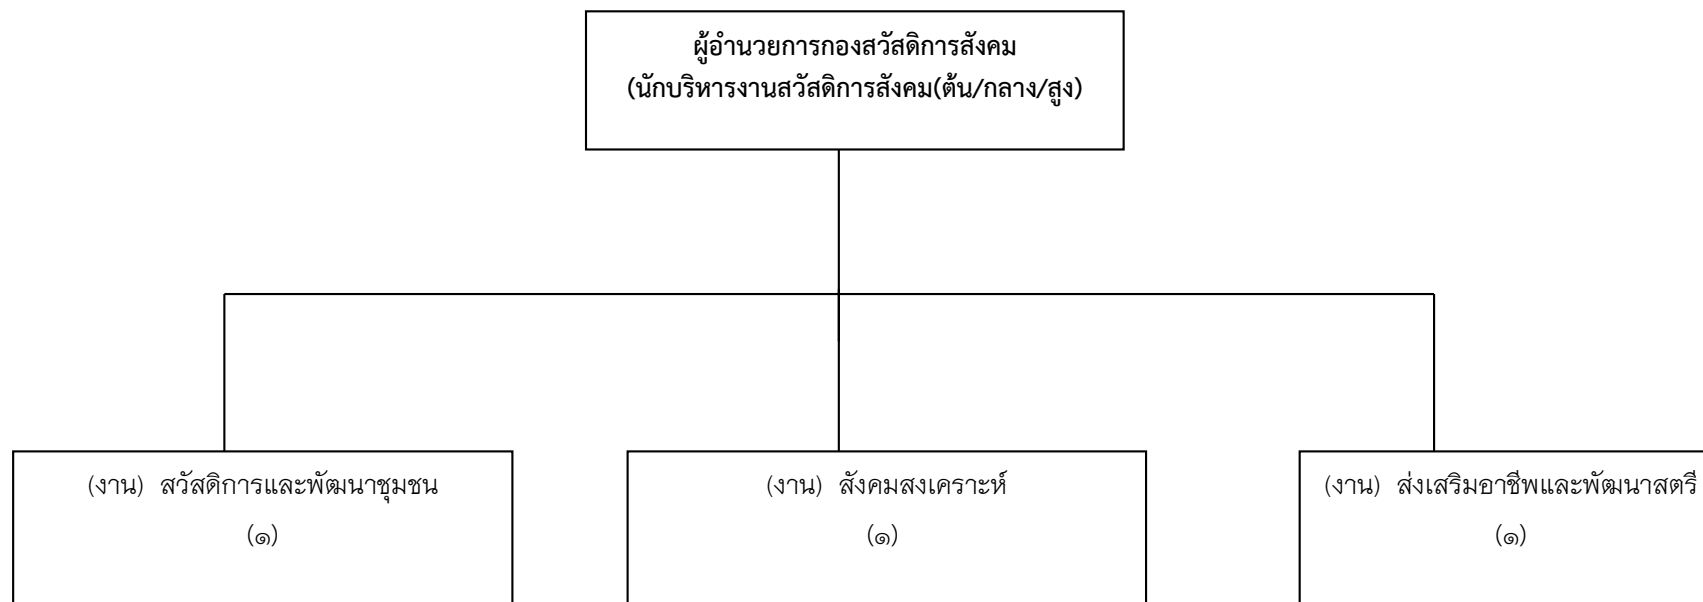 ผู้อำนวยการกองสวัสดิการสังคม
(นักบริหารงานสวัสดิการสังคม(ต้น/กลาง/สูง)
(งาน) สวัสดิการและพัฒนาชุมชน
(๑)
(งาน) สังคมสงเคราะห์
(๑)
(งาน) ส่งเสริมอาชีพและพัฒนาสตรี
(๑)